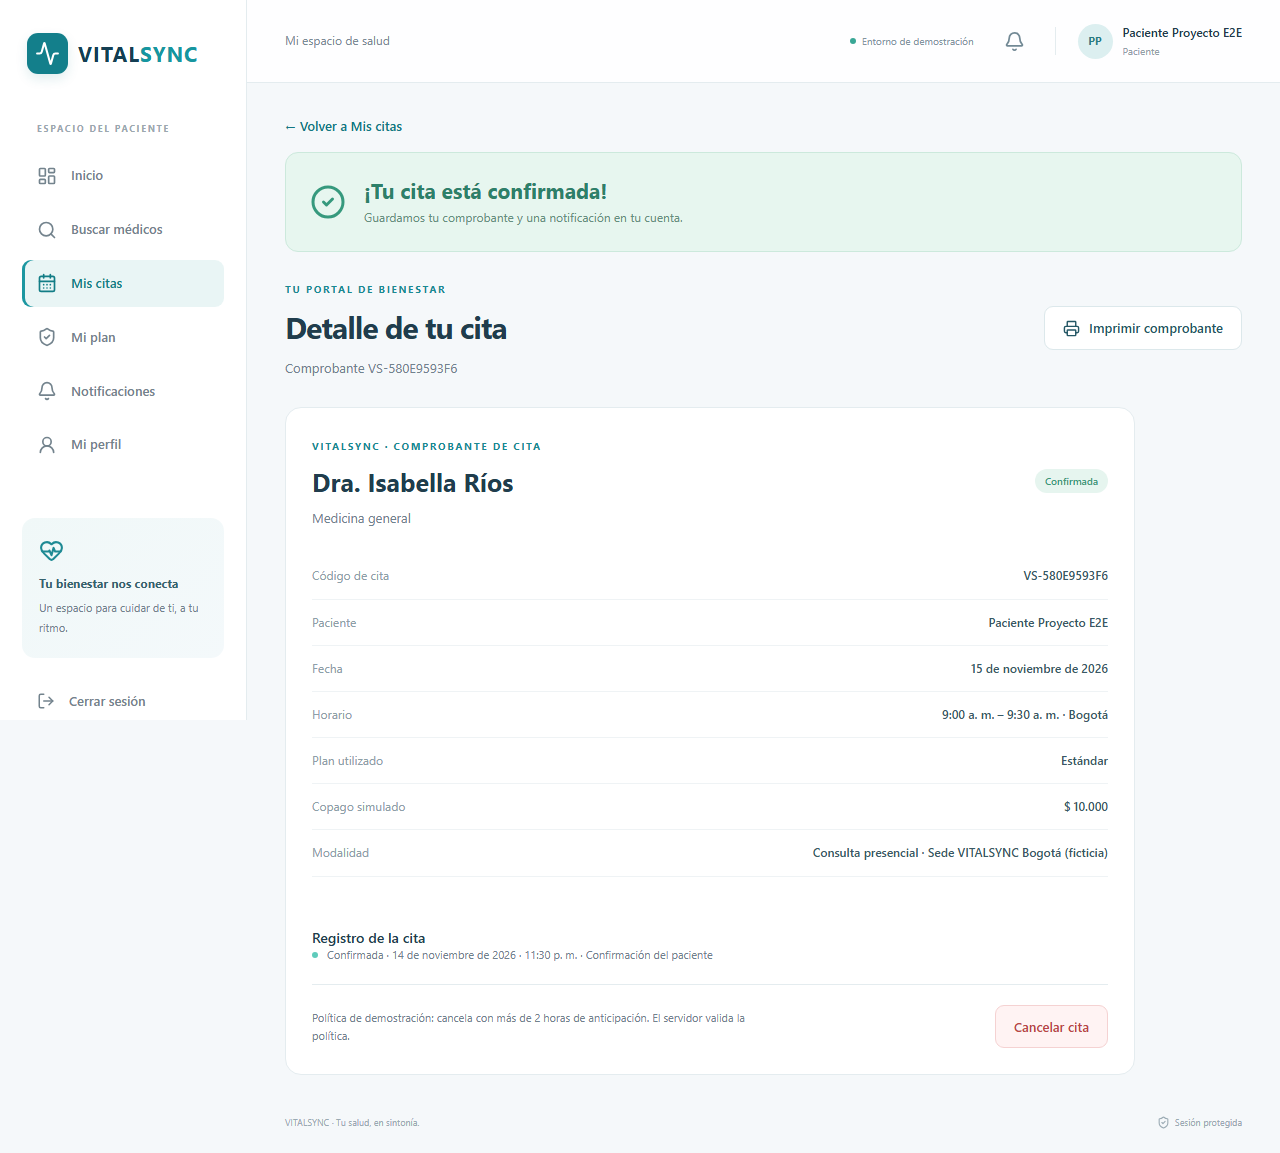 VITALSYNC
ESPACIO DEL PACIENTE
Inicio
Buscar médicos
Mis citas
Mi plan
Notificaciones
Mi perfil
Tu bienestar nos conecta
Un espacio para cuidar de ti, a tu
ritmo.
Cerrar sesión
Mi espacio de salud
Entorno de demostración
PP
Paciente Proyecto E2E
Paciente
← Volver a Mis citas
¡Tu cita está confirmada!
Guardamos tu comprobante y una notificación en tu cuenta.
TU PORTAL DE BIENESTAR
Detalle de tu cita
Comprobante VS-580E9593F6
Imprimir comprobante
VITALSYNC · COMPROBANTE DE CITA
Dra. Isabella Ríos
Confirmada
Medicina general
Código de cita VS-580E9593F6
Paciente Paciente Proyecto E2E
Fecha 15 de noviembre de 2026
Horario 9:00 a. m. – 9:30 a. m. · Bogotá
Plan utilizado Estándar
Copago simulado $ 10.000
Modalidad Consulta presencial · Sede VITALSYNC Bogotá (ficticia)
Registro de la cita
Confirmada · 14 de noviembre de 2026 · 11:30 p. m. · Confirmación del paciente
Política de demostración: cancela con más de 2 horas de anticipación. El servidor valida la
política.
Cancelar cita
VITALSYNC · Tu salud, en sintonía.
Sesión protegida